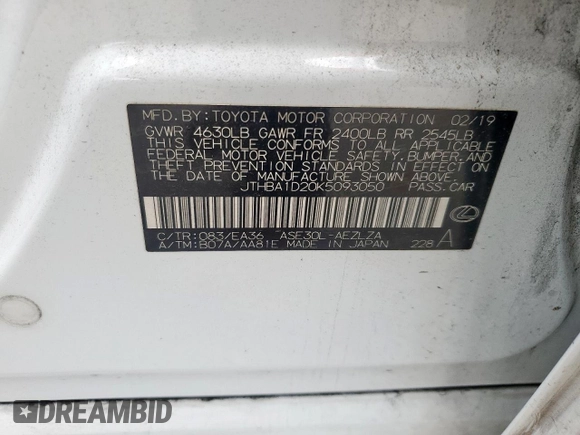 MFD. BY: TOYOTA MOTOR CORPORATION 02/19
GVWR 4630LB GAWR FR 2400LB RR 2545LB
THIS VEHICLE CONFORMS TO ALL APPLICABLE
FEDERAL MOTOR VEHICLE SAFETY, BUMPER, AND
THEFT PREVENTION STANDARDS IN EFFECT ON
THE DATE OF MANUFACTURE SHOWN ABOVE.
JTHBA1D20K5093050 PASS. CAR
C/TR: 083/EA36 ASE30L-AEZLZA
A/TM: B07A/AA81E MADE IN JAPAN 228 A
DREAMBID